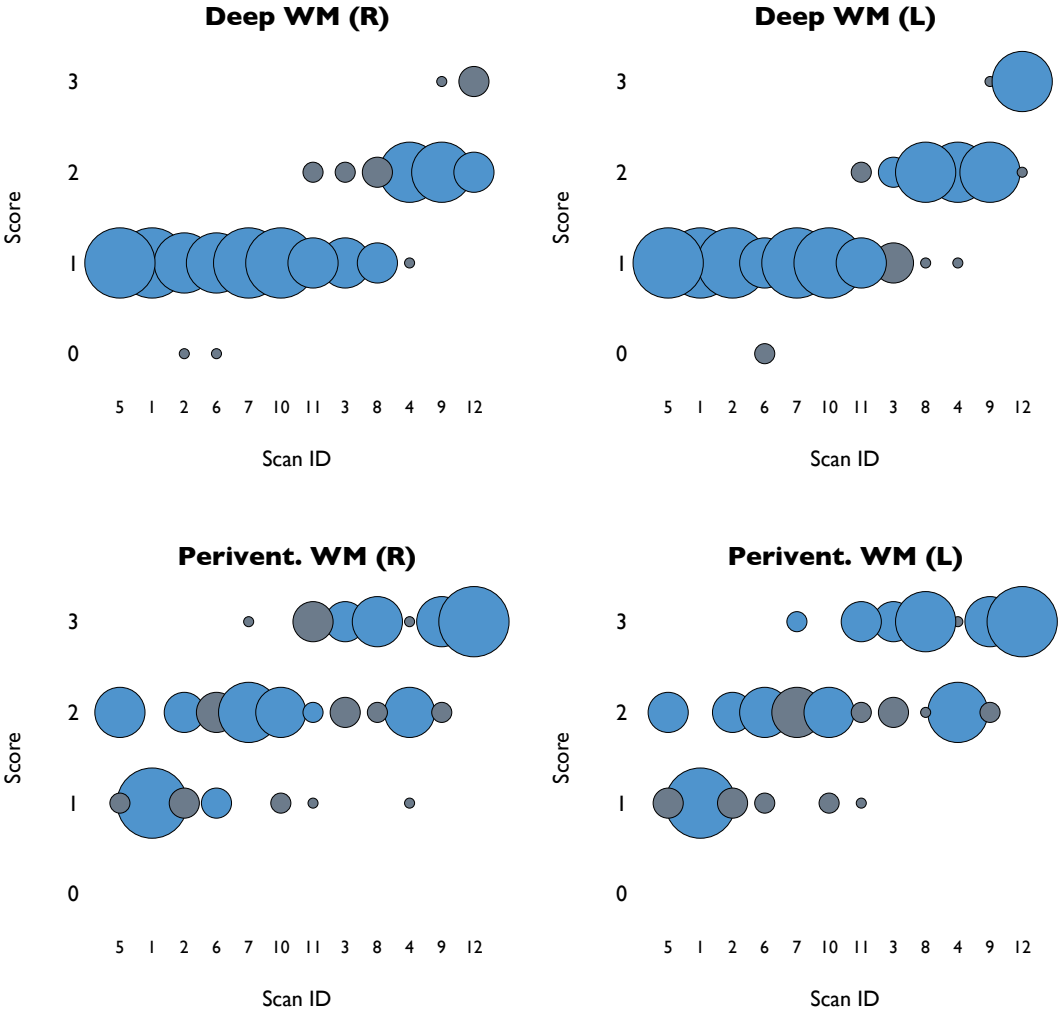 Deep WM (R)
3
2
1
0
Score
5 1 2 6 7 10 11 3 8 4 9 12
Scan ID
Deep WM (L)
3
2
1
0
Score
5 1 2 6 7 10 11 3 8 4 9 12
Scan ID
Perivent. WM (R)
3
2
1
0
Score
5 1 2 6 7 10 11 3 8 4 9 12
Scan ID
Perivent. WM (L)
3
2
1
0
Score
5 1 2 6 7 10 11 3 8 4 9 12
Scan ID